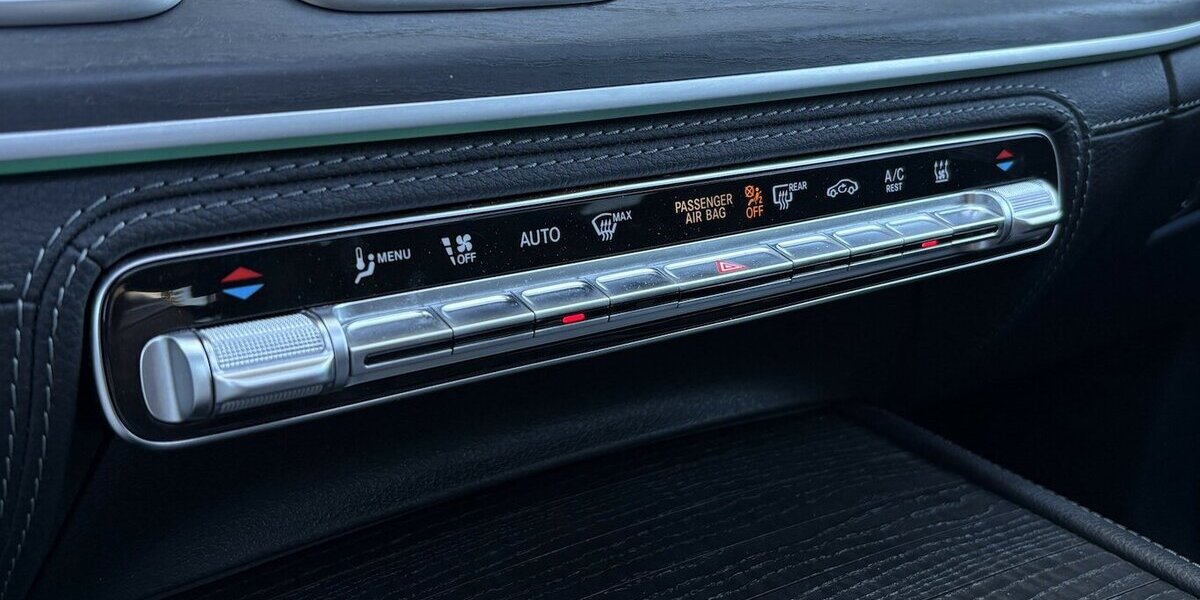 MENU
OFF
AUTO
MAX
PASSENGER
AIR BAG
OFF
REAR
A/C
REST